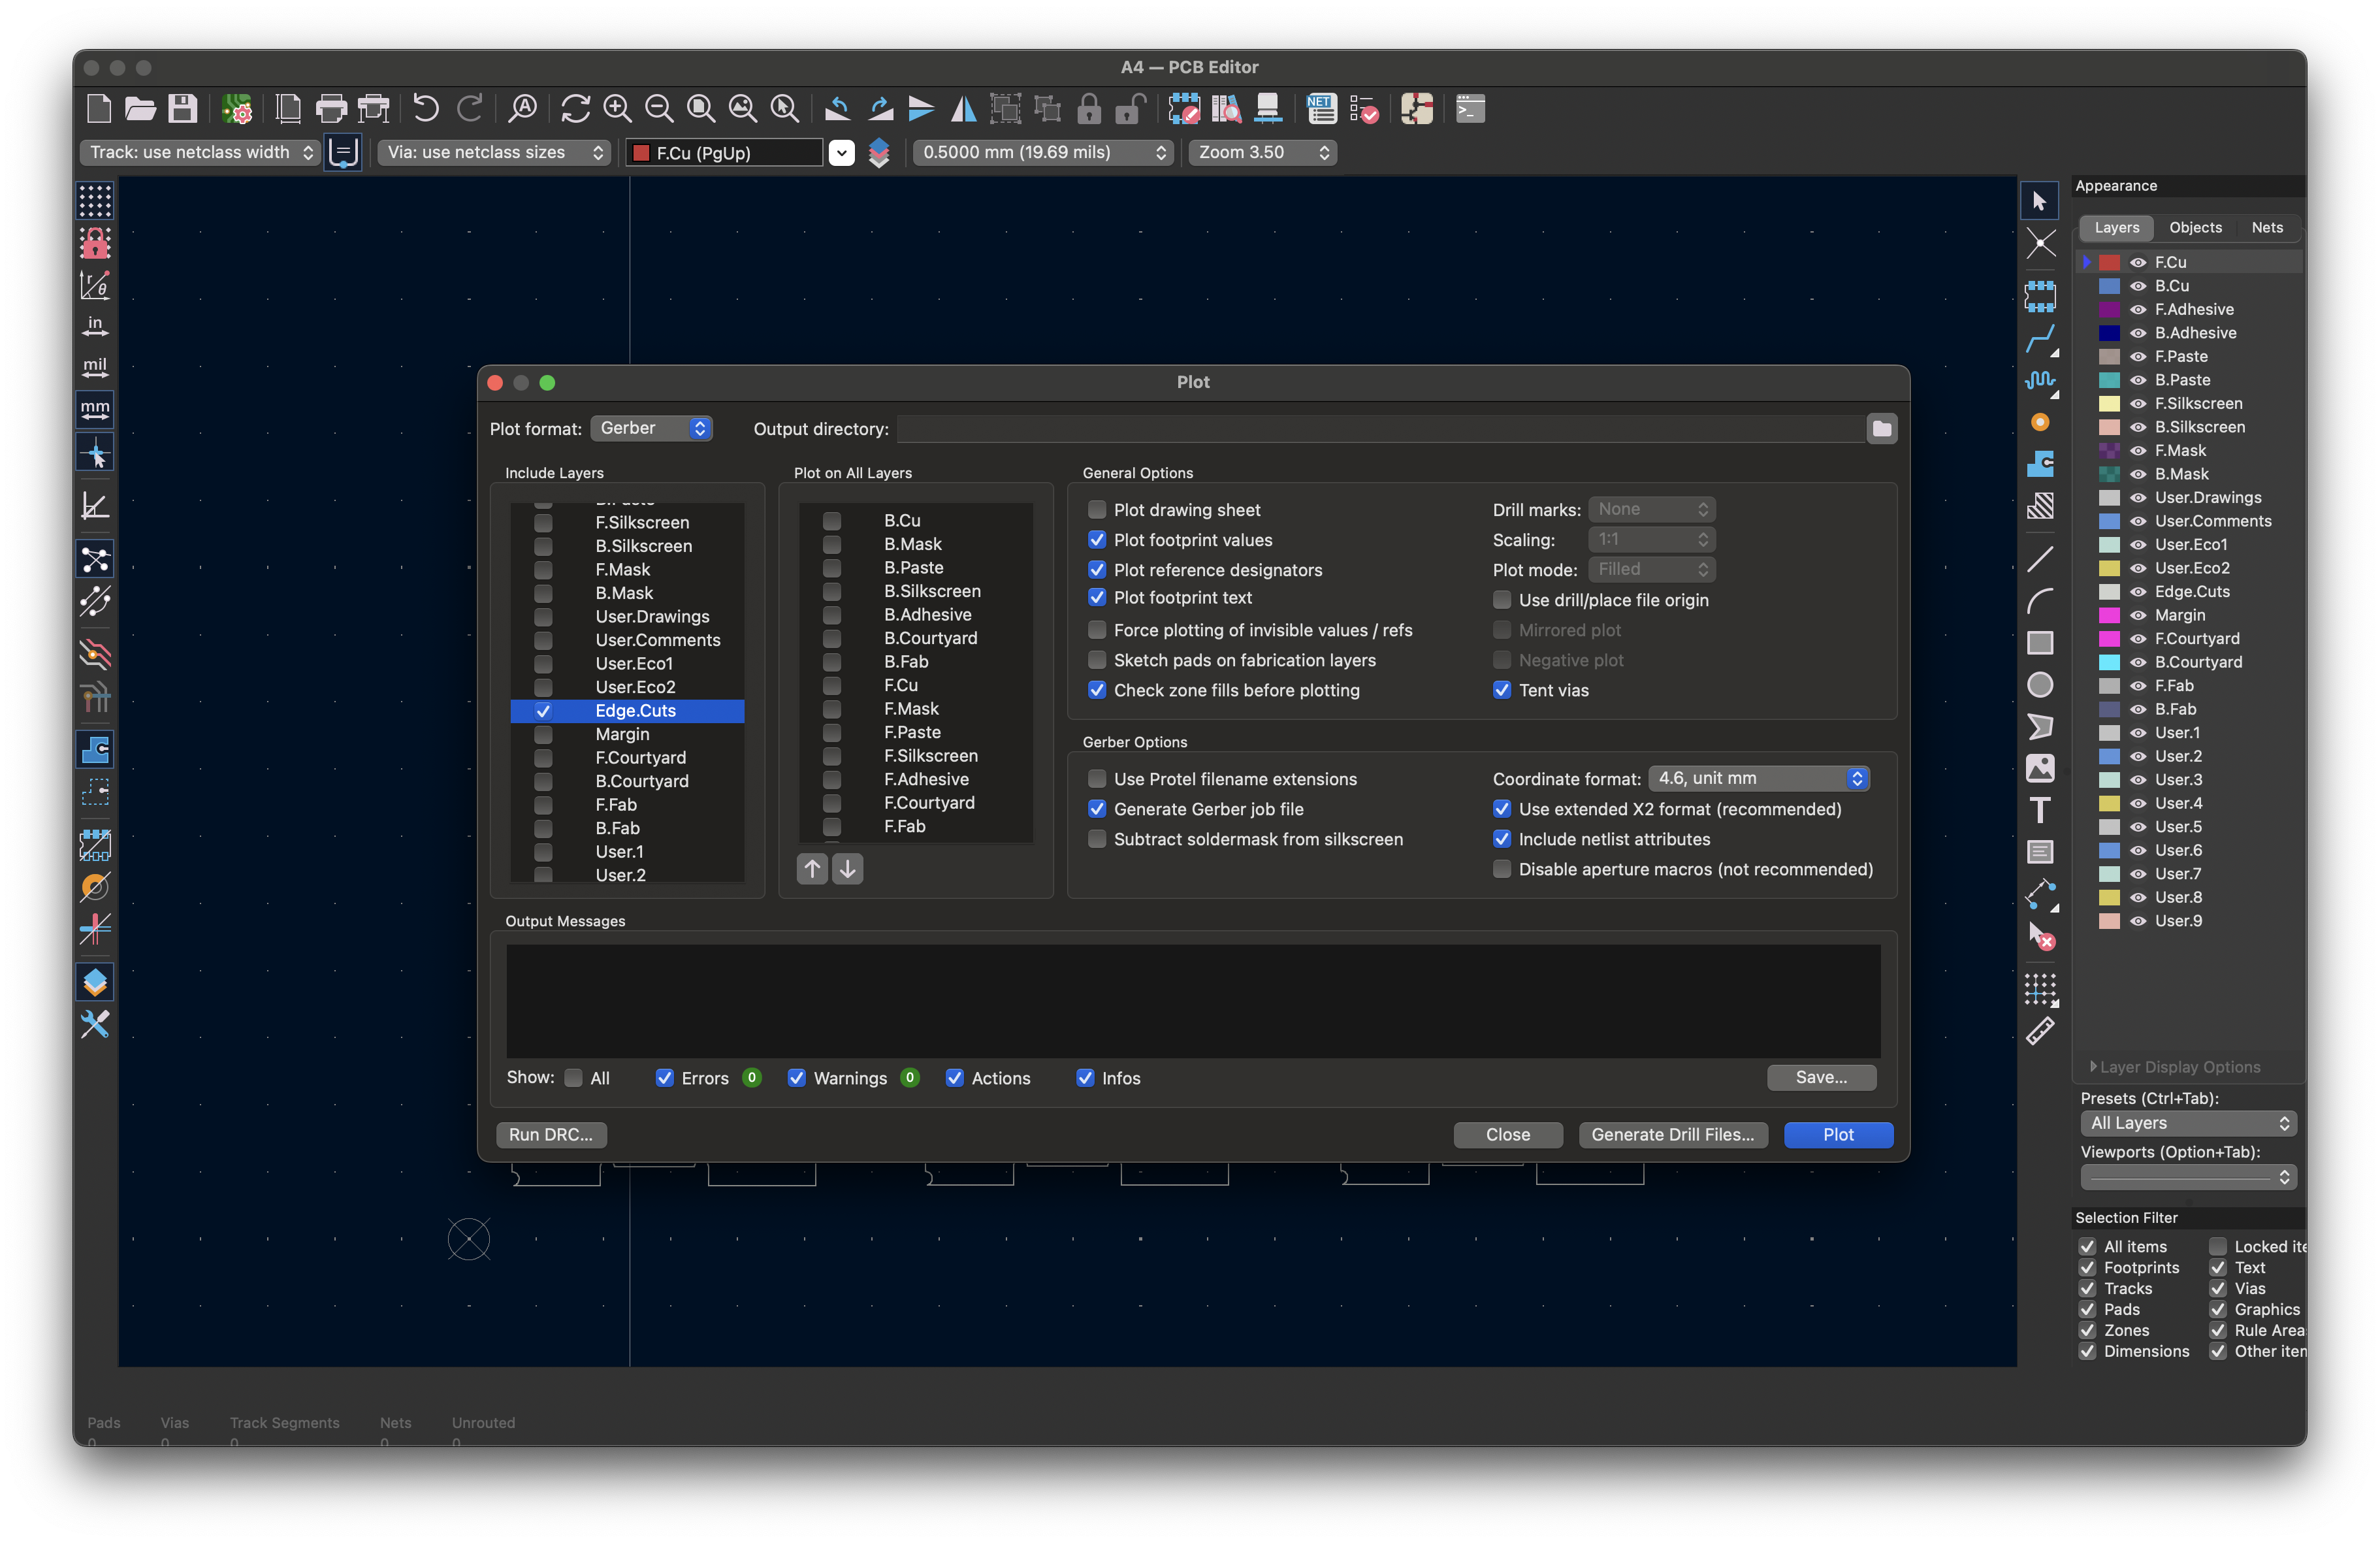 A4 — PCB Editor
NET
Track: use netclass width
Via: use netclass sizes
F.Cu (PgUp)
0.5000 mm (19.69 mils)
Zoom 3.50
in
mil
mm
Plot
Plot format: Gerber
Output directory:
Include Layers
F.Silkscreen
B.Silkscreen
F.Mask
B.Mask
User.Drawings
User.Comments
User.Eco1
User.Eco2
Edge.Cuts
Margin
F.Courtyard
B.Courtyard
F.Fab
B.Fab
User.1
User.2
Plot on All Layers
B.Cu
B.Mask
B.Paste
B.Silkscreen
B.Adhesive
B.Courtyard
B.Fab
F.Cu
F.Mask
F.Paste
F.Silkscreen
F.Adhesive
F.Courtyard
F.Fab
General Options
Plot drawing sheet
Plot footprint values
Plot reference designators
Plot footprint text
Force plotting of invisible values / refs
Sketch pads on fabrication layers
Check zone fills before plotting
Drill marks: None
Scaling: 1:1
Plot mode: Filled
Use drill/place file origin
Mirrored plot
Negative plot
Tent vias
Gerber Options
Use Protel filename extensions
Generate Gerber job file
Subtract soldermask from silkscreen
Coordinate format: 4.6, unit mm
Use extended X2 format (recommended)
Include netlist attributes
Disable aperture macros (not recommended)
Output Messages
Show: All Errors 0 Warnings 0 Actions Infos
Save...
Run DRC...
Close
Generate Drill Files...
Plot
Appearance
Layers Objects Nets
F.Cu
B.Cu
F.Adhesive
B.Adhesive
F.Paste
B.Paste
F.Silkscreen
B.Silkscreen
F.Mask
B.Mask
User.Drawings
User.Comments
User.Eco1
User.Eco2
Edge.Cuts
Margin
F.Courtyard
B.Courtyard
F.Fab
B.Fab
User.1
User.2
User.3
User.4
User.5
User.6
User.7
User.8
User.9
Layer Display Options
Presets (Ctrl+Tab):
All Layers
Viewports (Option+Tab):
Selection Filter
All items Locked ite
Footprints Text
Tracks Vias
Pads Graphics
Zones Rule Area
Dimensions Other item
Pads Vias Track Segments Nets Unrouted
0 0 0 0 0